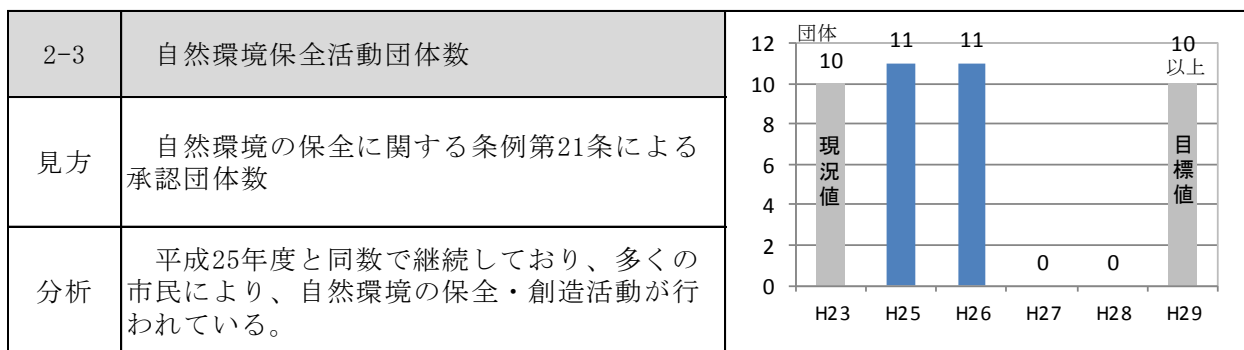 2-3
自然環境保全活動団体数
見方
自然環境の保全に関する条例第21条による
承認団体数
分析
平成25年度と同数で継続しており、多くの
市民により、自然環境の保全・創造活動が行
われている。
団体
12
10
8
6
4
2
0
10
11
11
0
0
10
以上
現況値
目標値
H23
H25
H26
H27
H28
H29